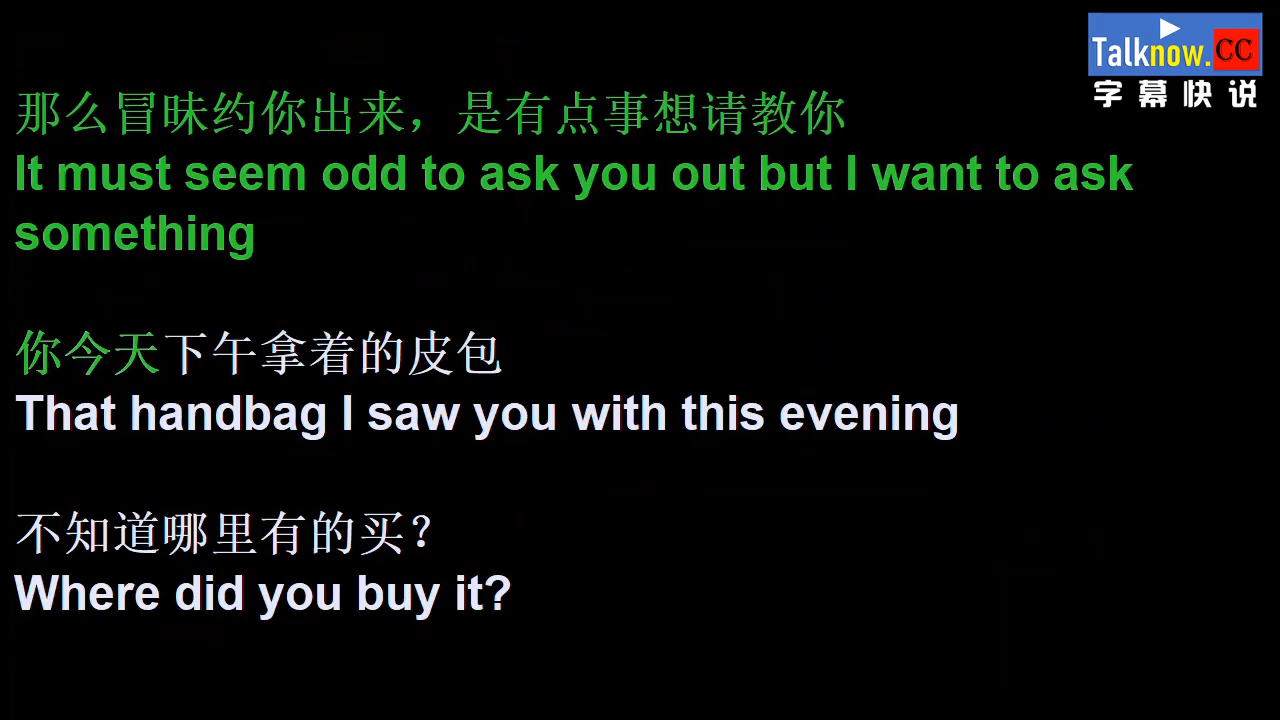 Talknow.CC
字幕快说
那么冒昧约你出来，是有点事想请教你
It must seem odd to ask you out but I want to ask
something
你今天下午拿着的皮包
That handbag I saw you with this evening
不知道哪里有的买？
Where did you buy it?